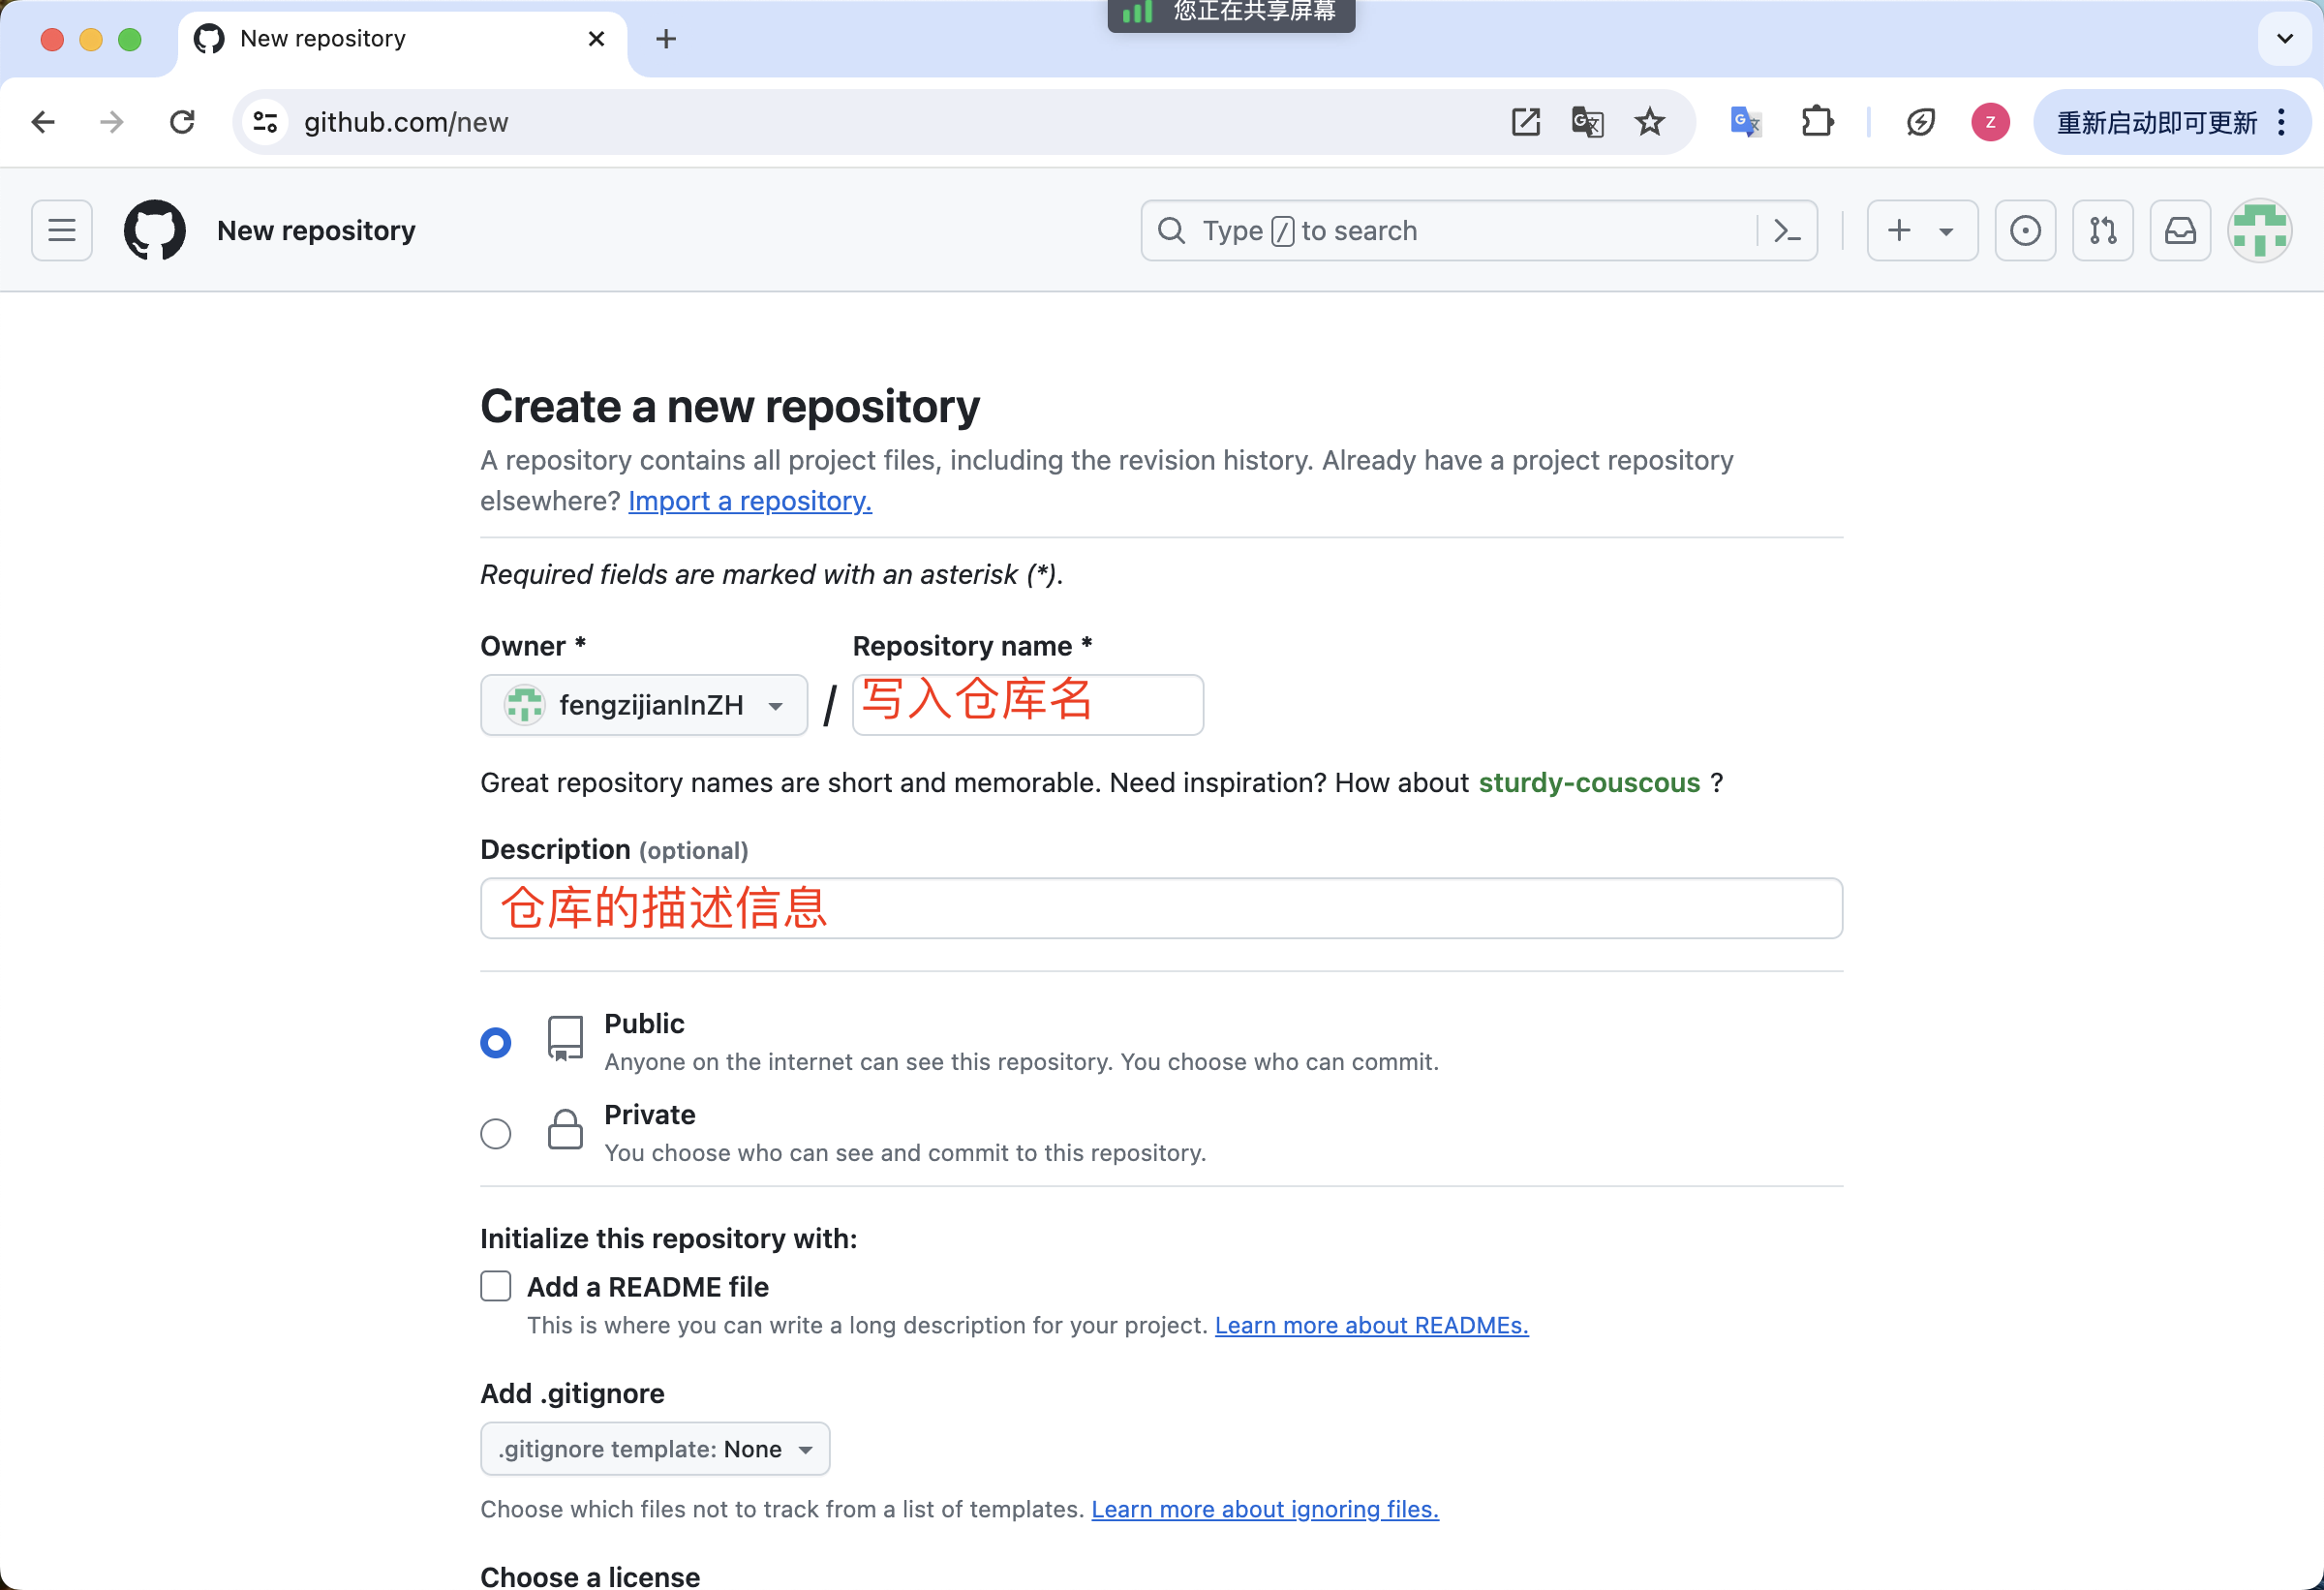 您正在共享屏幕
New repository
github.com/new
z
重新启动即可更新
New repository
Type / to search
Create a new repository
A repository contains all project files, including the revision history. Already have a project repository
elsewhere? Import a repository.
Required fields are marked with an asterisk (*).
Owner *
Repository name *
fengzijianInZH
/
写入仓库名
Great repository names are short and memorable. Need inspiration? How about sturdy-couscous ?
Description (optional)
仓库的描述信息
Public
Anyone on the internet can see this repository. You choose who can commit.
Private
You choose who can see and commit to this repository.
Initialize this repository with:
Add a README file
This is where you can write a long description for your project. Learn more about READMEs.
Add .gitignore
.gitignore template: None
Choose which files not to track from a list of templates. Learn more about ignoring files.
Choose a license